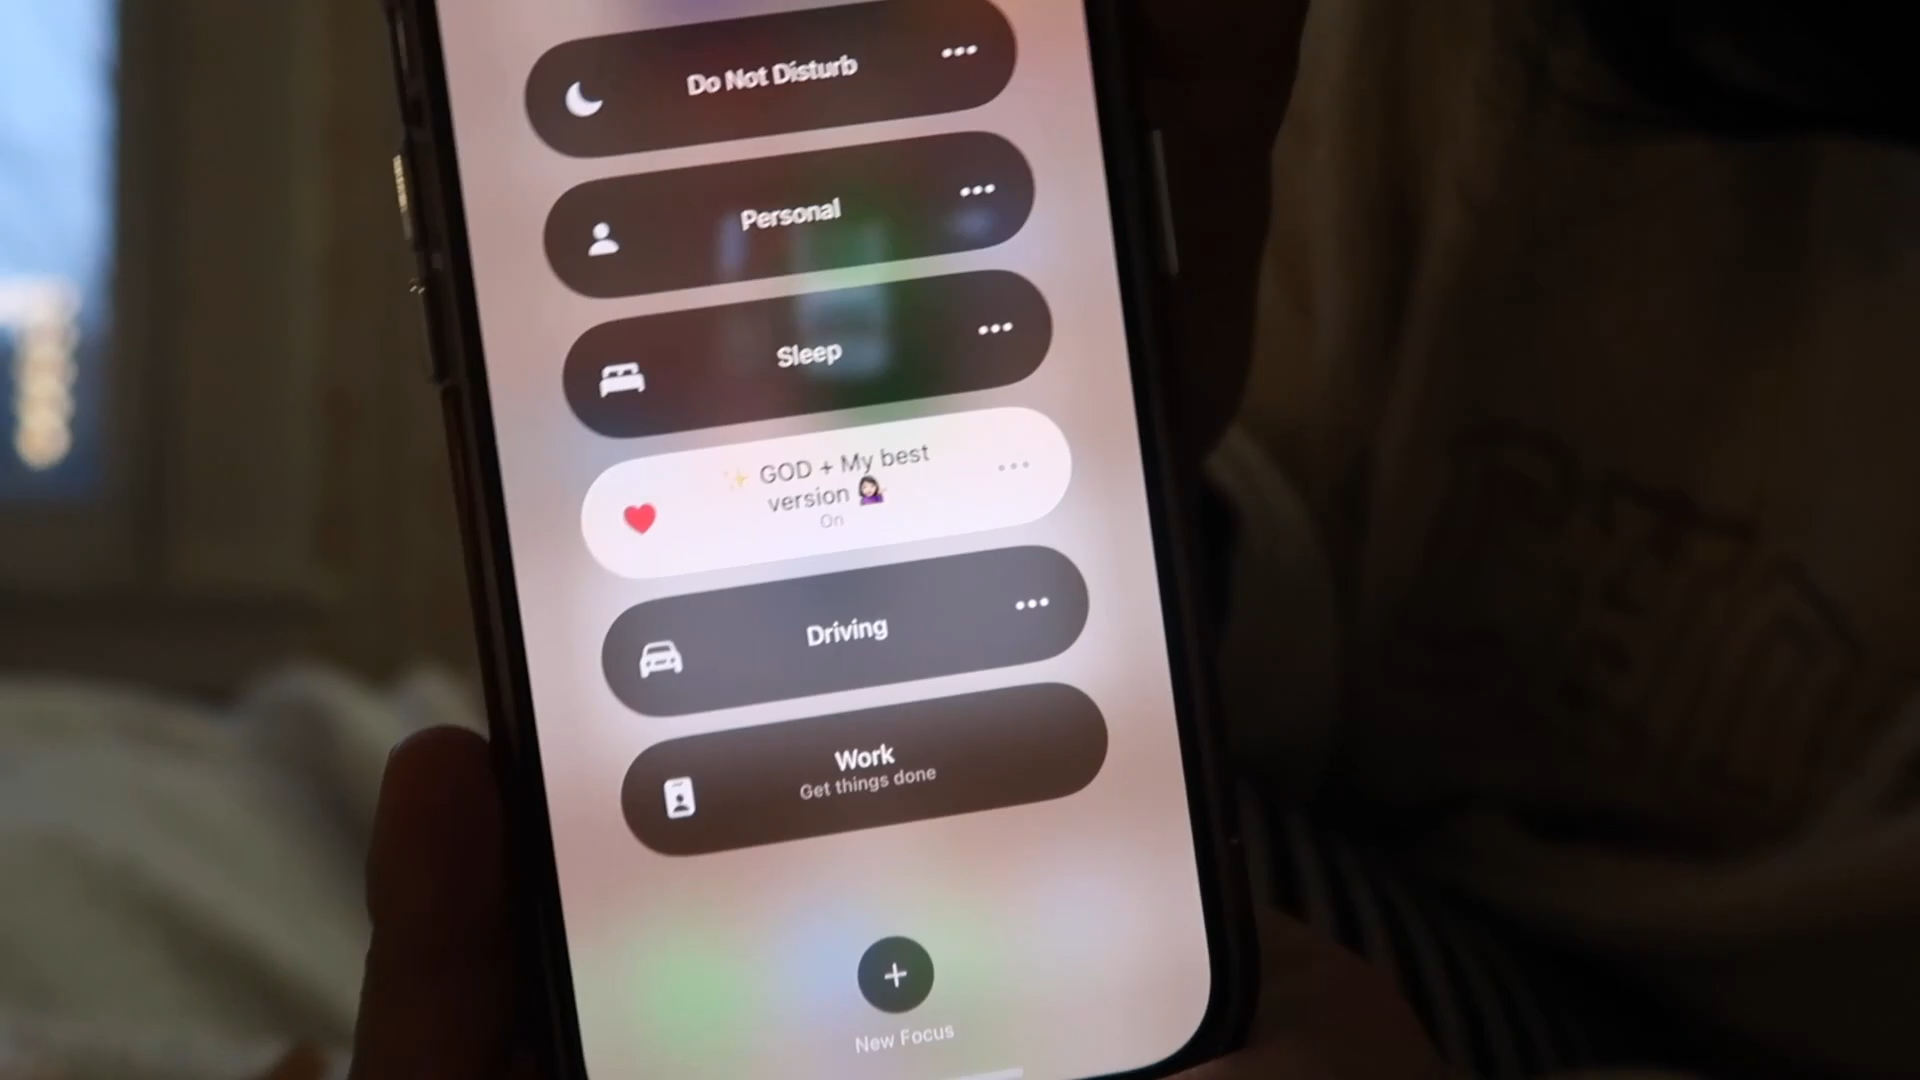 Do Not Disturb
Personal
Sleep
✨ GOD + My best
version 💁🏻‍♀️
On
Driving
Work
Get things done
New Focus